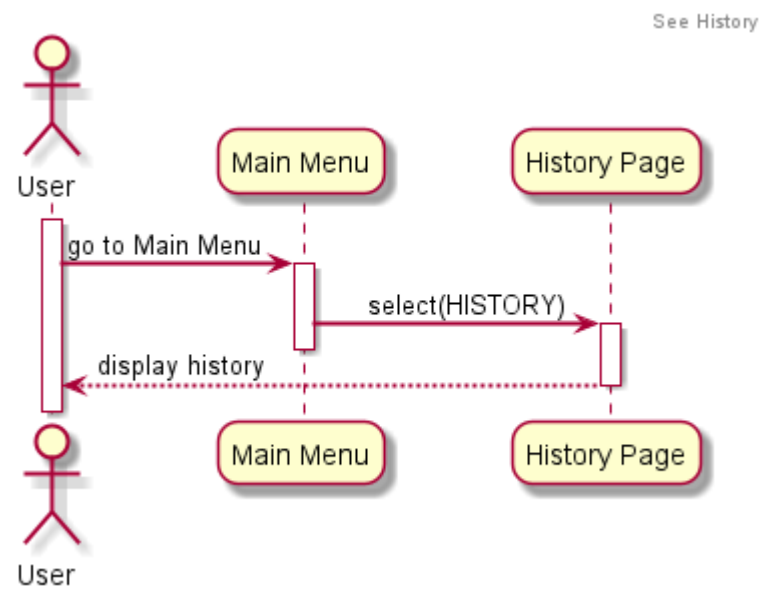 See History
User
Main Menu
History Page
go to Main Menu
select(HISTORY)
display history
Main Menu
History Page
User